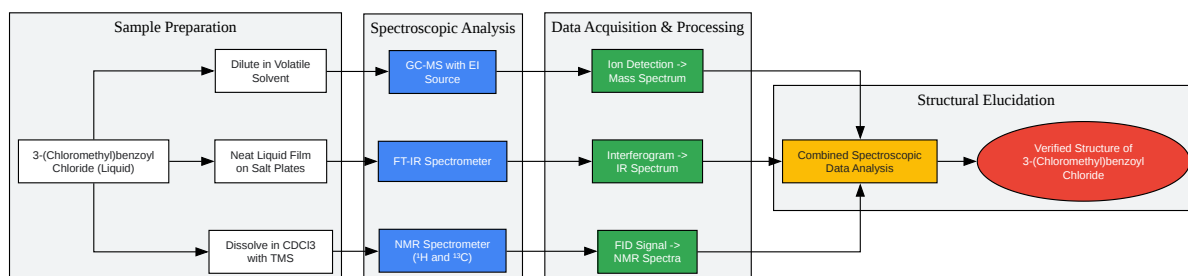 Sample Preparation
Spectroscopic Analysis
Data Acquisition & Processing
Dilute in Volatile
Solvent
GC-MS with EI
Source
Ion Detection ->
Mass Spectrum
Structural Elucidation
3-(Chloromethyl)benzoyl
Chloride (Liquid)
Neat Liquid Film
on Salt Plates
FT-IR Spectrometer
Interferogram ->
IR Spectrum
Combined Spectroscopic
Data Analysis
Verified Structure of
3-(Chloromethyl)benzoyl
Chloride
Dissolve in CDCl3
with TMS
NMR Spectrometer
(¹H and ¹³C)
FID Signal ->
NMR Spectra